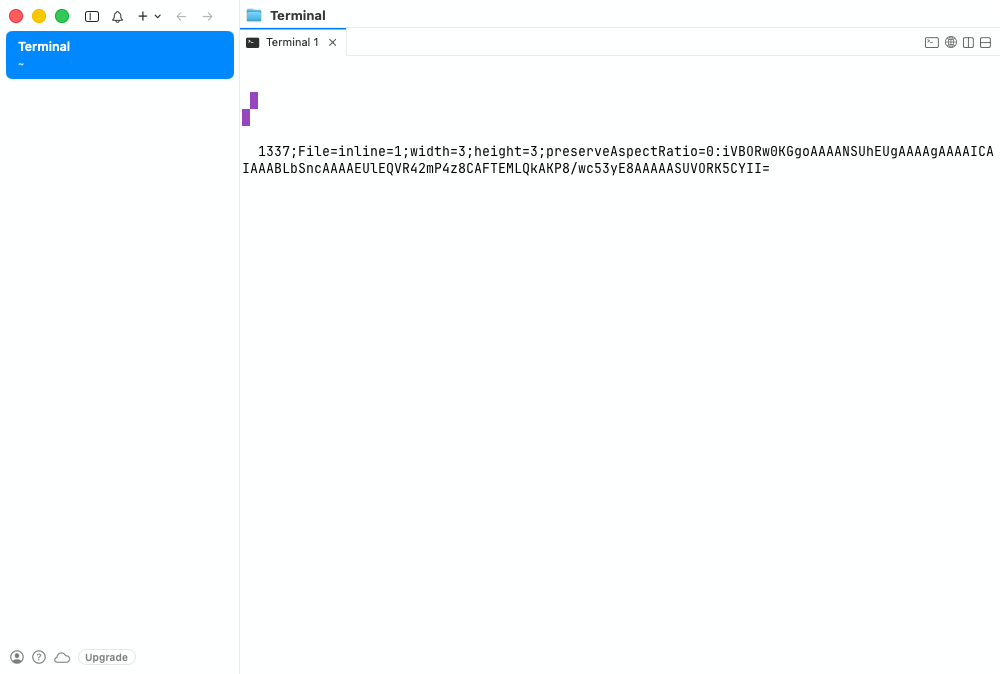 Terminal
Terminal
~
Terminal 1
1337;File=inline=1;width=3;height=3;preserveAspectRatio=0:iVBORw0KGgoAAAANSUhEUgAAAAgAAAAICA
IAAABLbSncAAAAEUlEQVR42mP4z8CAFTEMLQkAKP8/wc53yE8AAAAASUVORK5CYII=
Upgrade